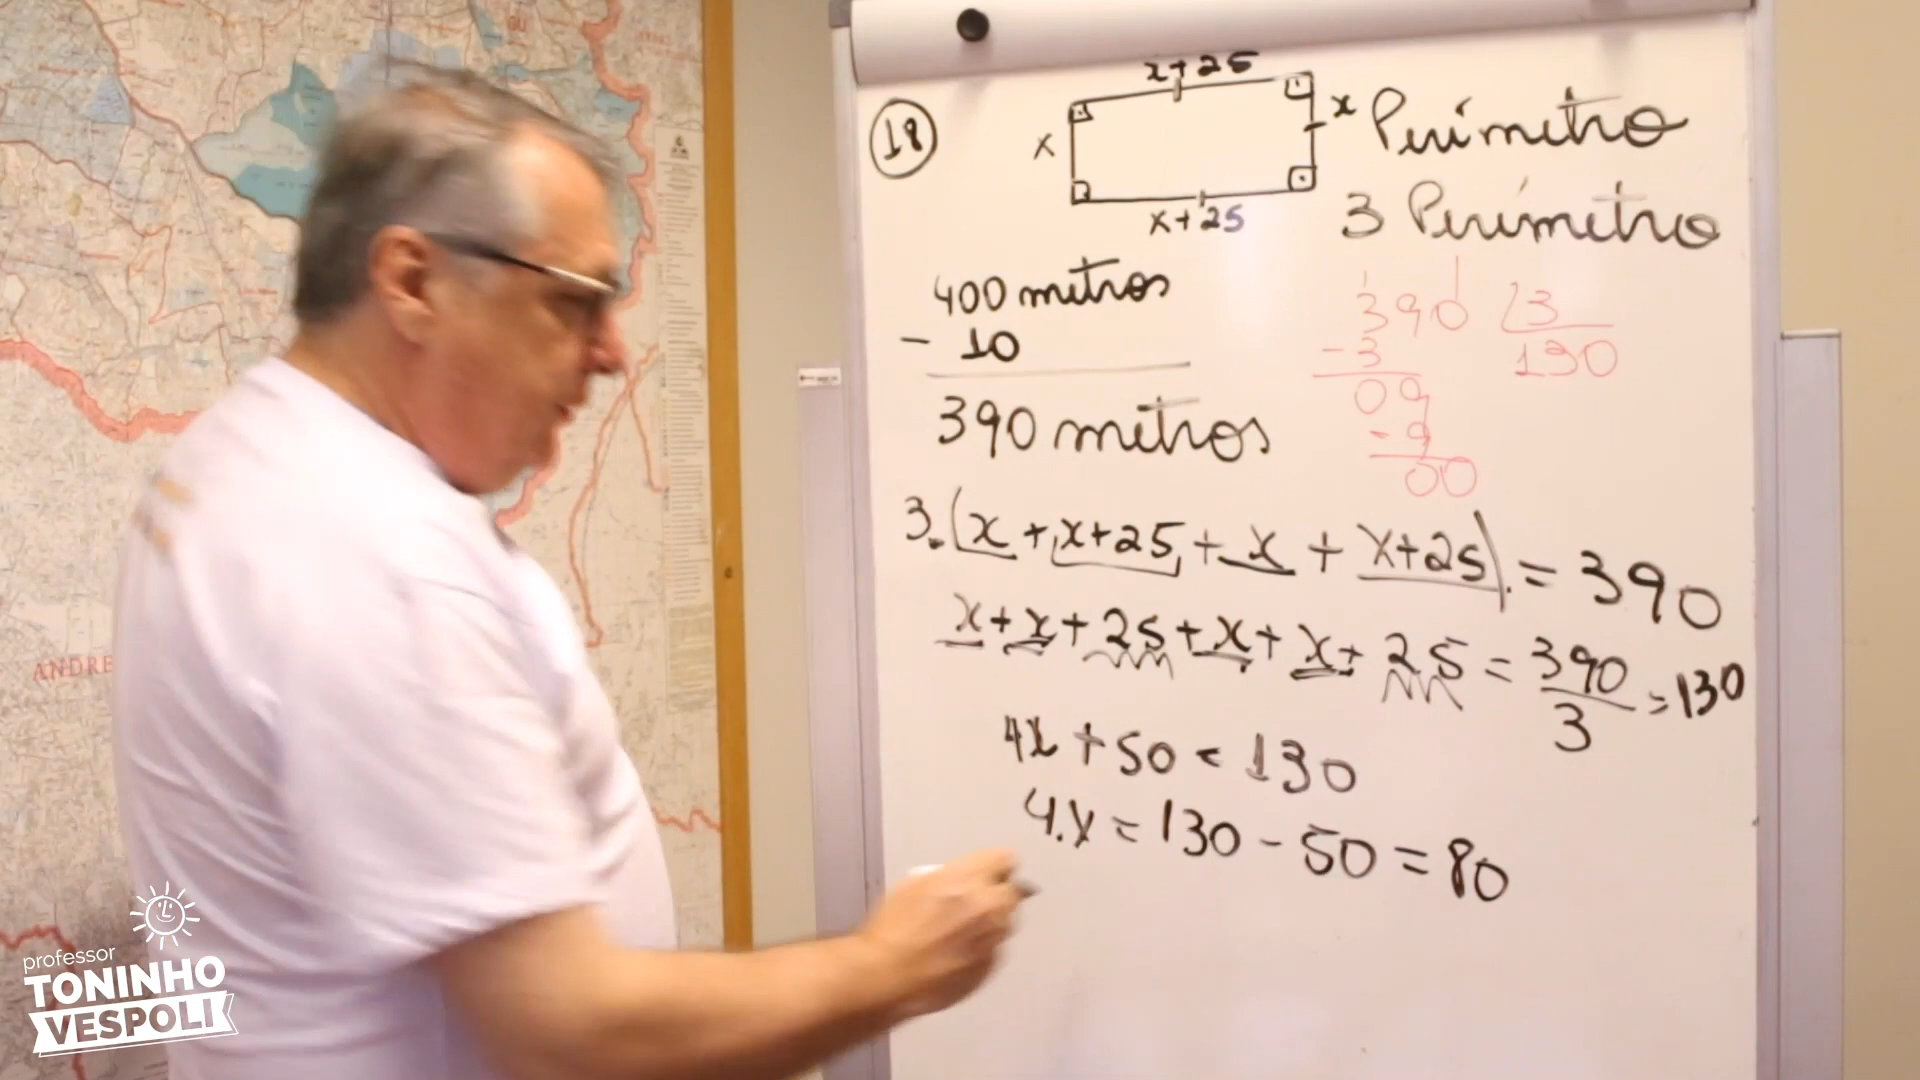 18
x+25
x
x
x+25
Perímetro
3 Perímetro
400 metros
- 10
390 metros
390 3
-3 130
09
-9
00
3.(x + x+25 + x + x+25) = 390
x+x+25+x+x+25 = 390/3 = 130
4x+50=130
4.x = 130 - 50 = 80
ANDRE
professor
TONINHO
VESPOLI